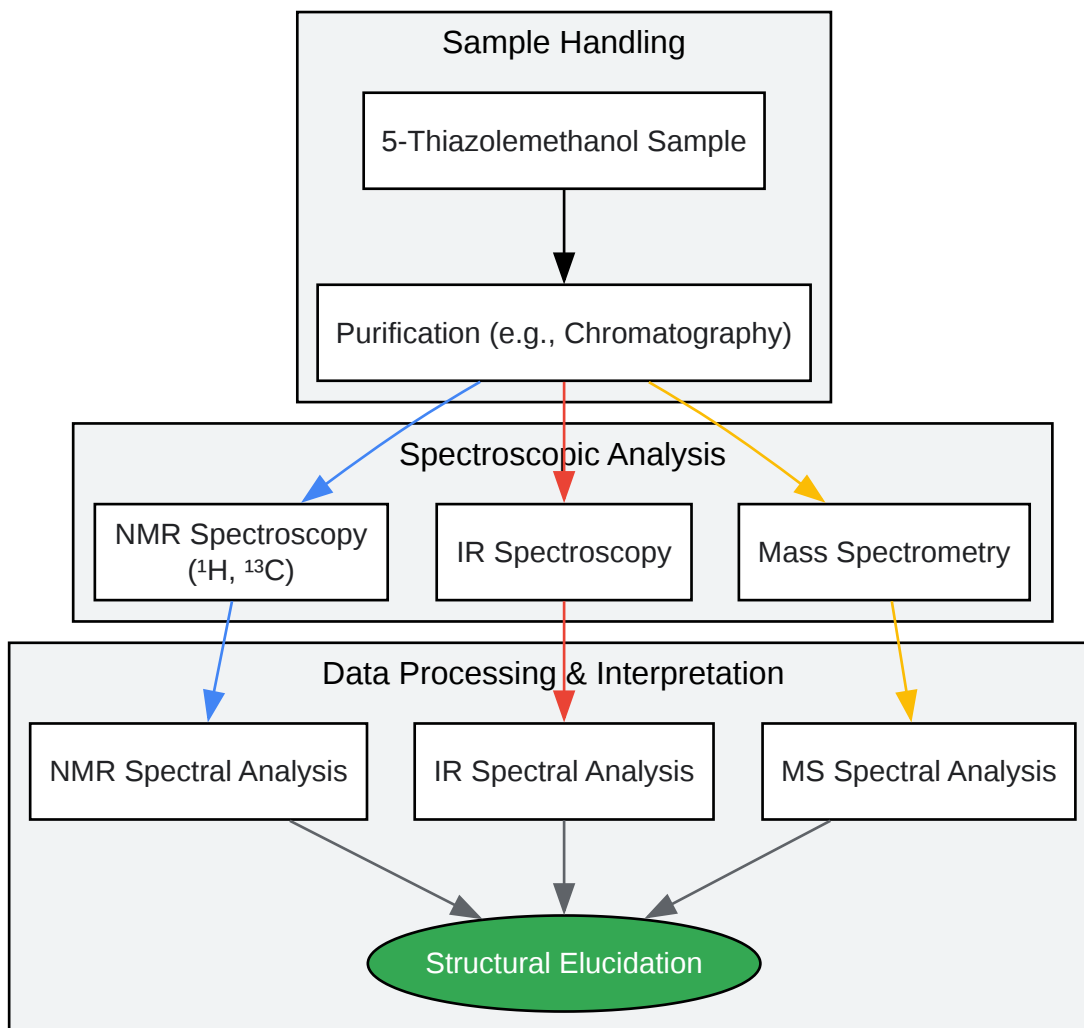 Sample Handling
5-Thiazolemethanol Sample
Purification (e.g., Chromatography)
Spectroscopic Analysis
NMR Spectroscopy
(¹H, ¹³C)
IR Spectroscopy
Mass Spectrometry
Data Processing & Interpretation
NMR Spectral Analysis
IR Spectral Analysis
MS Spectral Analysis
Structural Elucidation